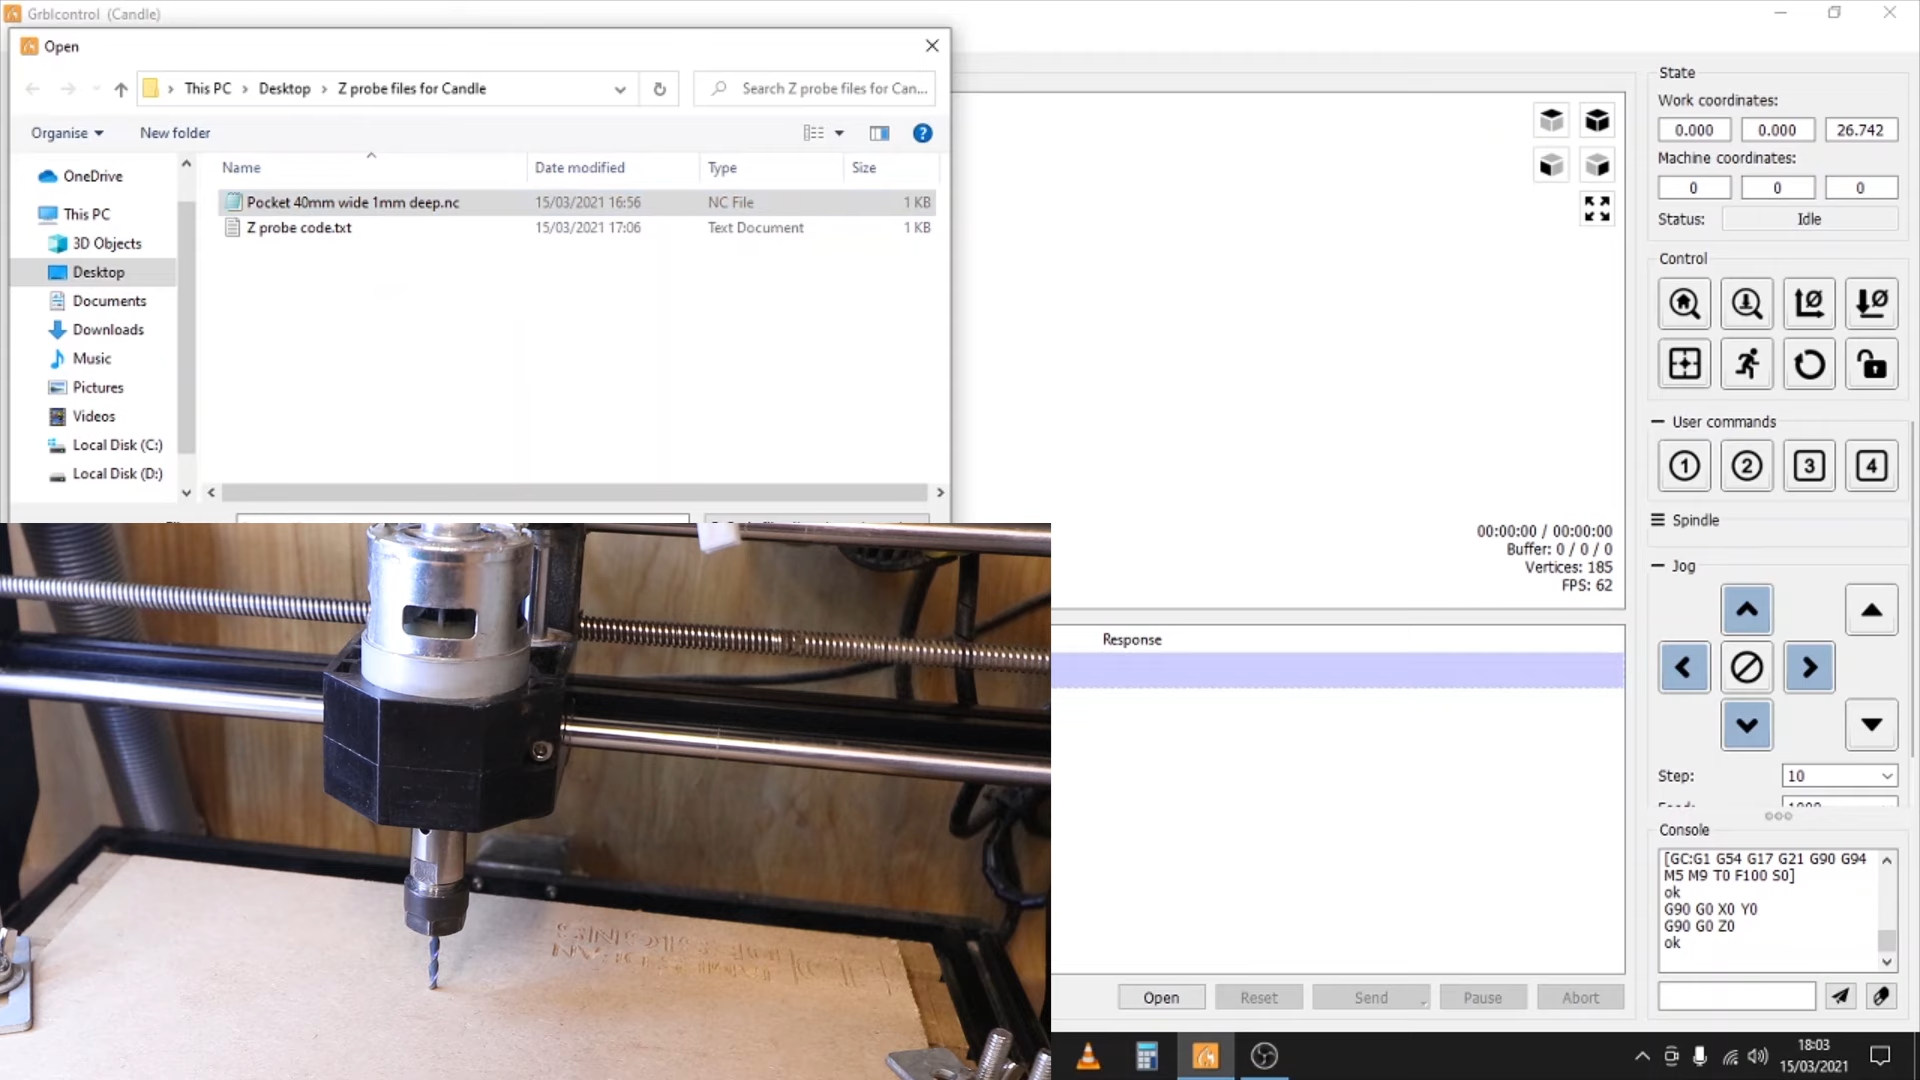 Grblcontrol (Candle)
Open
This PC > Desktop > Z probe files for Candle
Search Z probe files for Can...
Organise
New folder
Name
Date modified
Type
Size
Pocket 40mm wide 1mm deep.nc
15/03/2021 16:56
NC File
1 KB
Z probe code.txt
15/03/2021 17:06
Text Document
1 KB
OneDrive
This PC
3D Objects
Desktop
Documents
Downloads
Music
Pictures
Videos
Local Disk (C:)
Local Disk (D:)
00:00:00 / 00:00:00
Buffer: 0 / 0 / 0
Vertices: 185
FPS: 62
Response
Open
Reset
Send
Pause
Abort
State
Work coordinates:
0.000
0.000
26.742
Machine coordinates:
0
0
0
Status:
Idle
Control
User commands
1
2
3
4
Spindle
Jog
Step:
10
Console
[GC:G1 G54 G17 G21 G90 G94
M5 M9 T0 F100 S0]
ok
G90 G0 X0 Y0
G90 G0 Z0
ok
18:03
15/03/2021